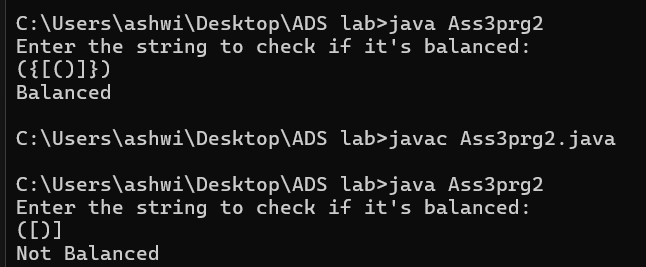 C:\Users\ashwi\Desktop\ADS lab>java Ass3prg2
Enter the string to check if it's balanced:
({[()]})
Balanced
C:\Users\ashwi\Desktop\ADS lab>javac Ass3prg2.java
C:\Users\ashwi\Desktop\ADS lab>java Ass3prg2
Enter the string to check if it's balanced:
([)]
Not Balanced